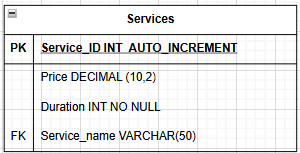 Services
PK Service_ID INT AUTO_INCREMENT
Price DECIMAL (10,2)
Duration INT NO NULL
FK Service_name VARCHAR(50)